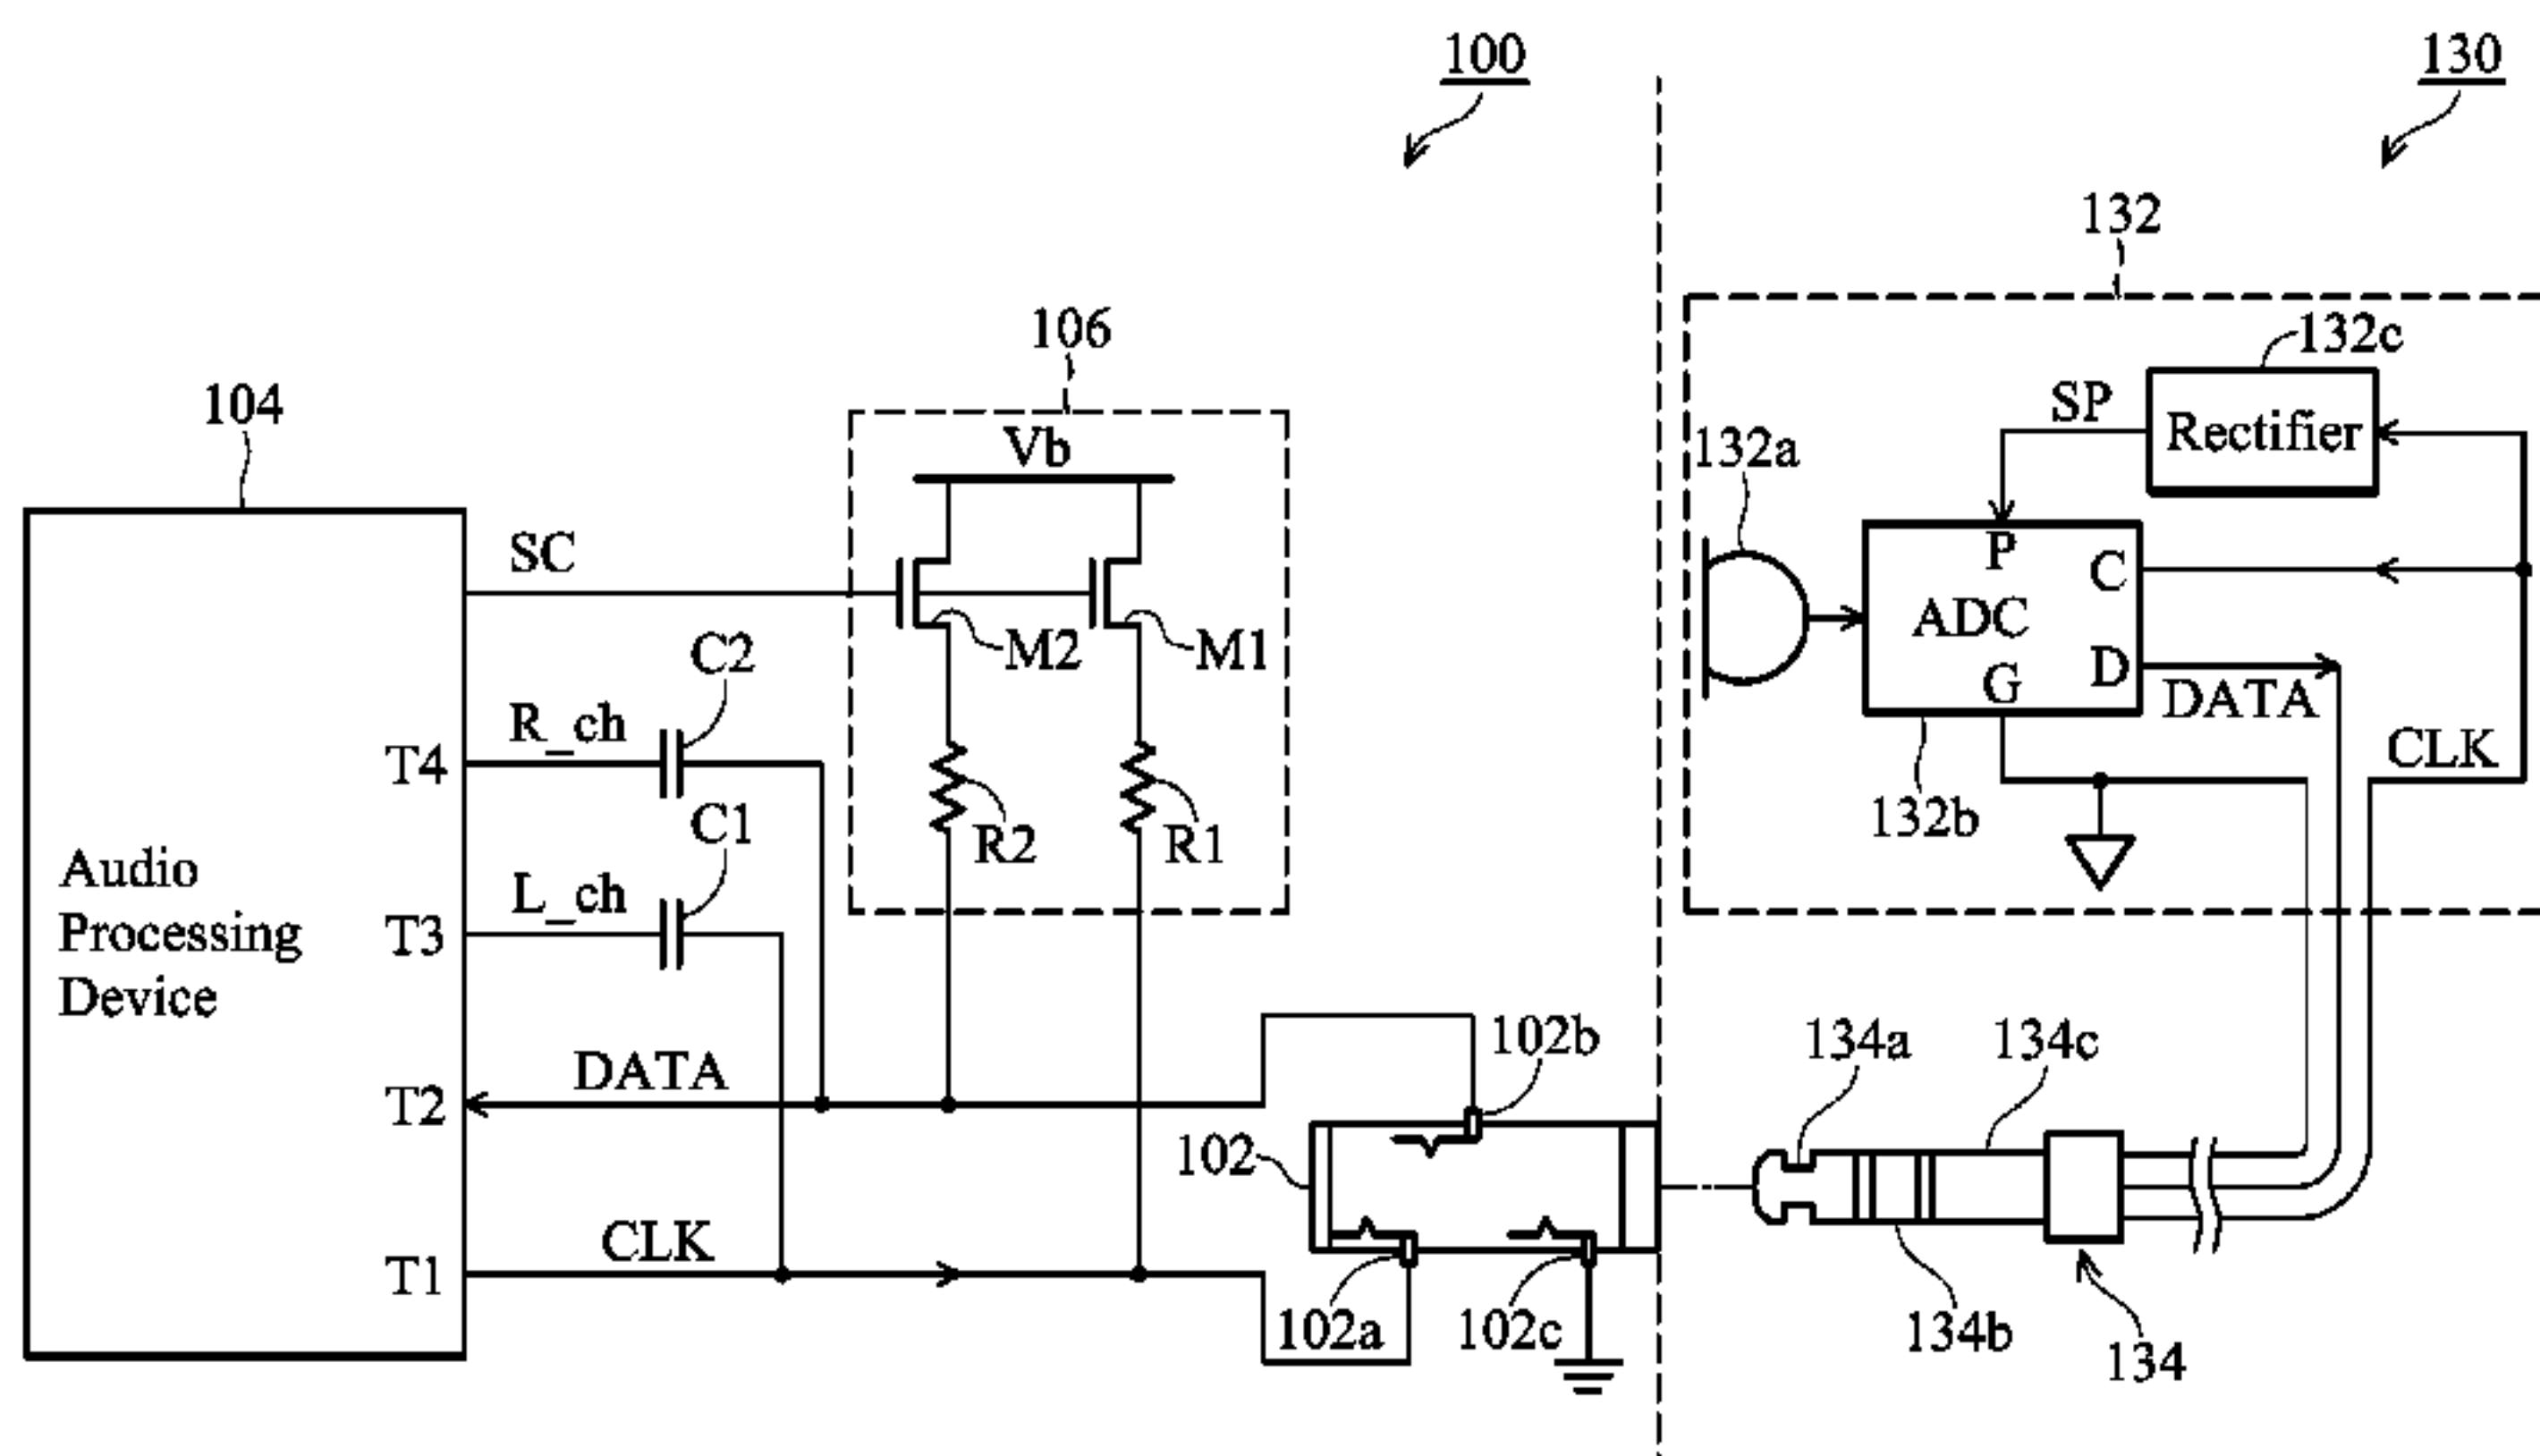 100
130
132
106
132c
104
SP
Rectifier
Vb
132a
SC
P
C
ADC
M2
M1
C2
G
D
DATA
R_ch
T4
CLK
C1
132b
R2
R1
Audio
Processing
Device
L_ch
T3
102b
134a
134c
DATA
T2
102
CLK
T1
102a
102c
134b
134